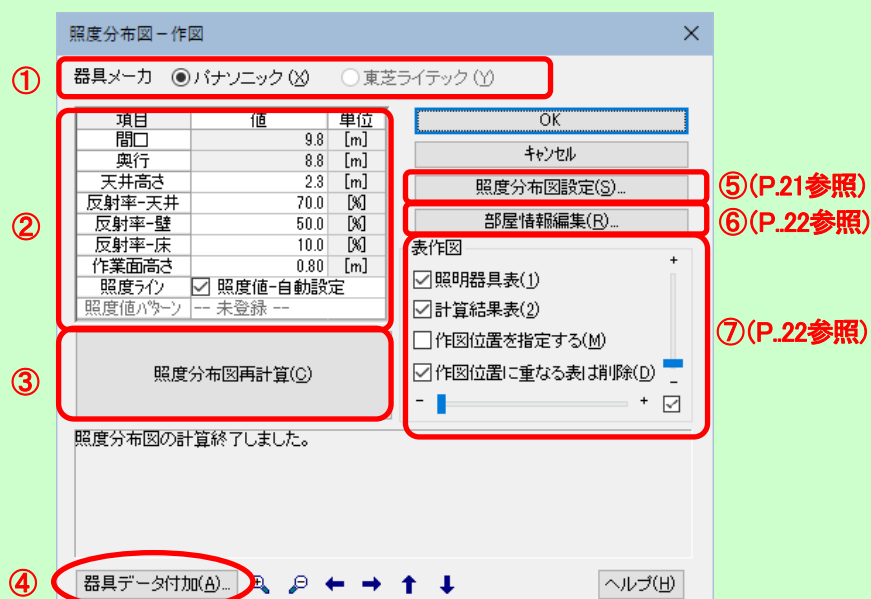 照度分布図－作図
① 器具メーカ パナソニック(X) 東芝ライテック(Y)
②
項目 値 単位
間口 9.8 [m]
奥行 8.8 [m]
天井高さ 2.3 [m]
反射率-天井 70.0 [%]
反射率-壁 50.0 [%]
反射率-床 10.0 [%]
作業面高さ 0.80 [m]
照度ライン 照度値-自動設定
照度値パターン -- 未登録 --
OK
キャンセル
照度分布図設定(S)... ⑤(P.21参照)
部屋情報編集(R)... ⑥(P..22参照)
表作図
照明器具表(1)
計算結果表(2)
作図位置を指定する(M)
作図位置に重なる表は削除(D)
+
-
- +
⑦(P..22参照)
③ 照度分布図再計算(C)
照度分布図の計算終了しました。
④ 器具データ付加(A)... ヘルプ(H)